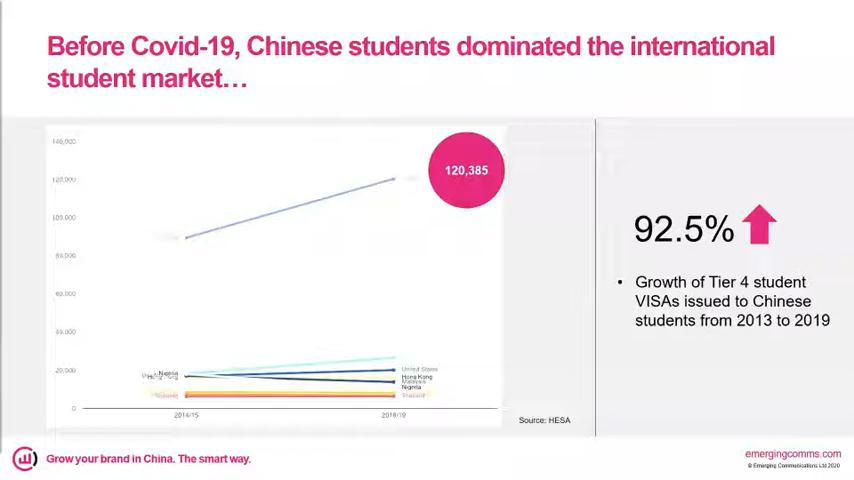 Before Covid-19, Chinese students dominated the international
student market…
140,000
120,000
100,000
80,000
60,000
40,000
20,000
0
120,385
Nigeria
Hong Kong
United States
Hong Kong
Malaysia
Nigeria
Thailand
2014/15
2018/19
Source: HESA
92.5%
• Growth of Tier 4 student
VISAs issued to Chinese
students from 2013 to 2019
Grow your brand in China. The smart way.
emergingcomms.com
© Emerging Communications Ltd 2020